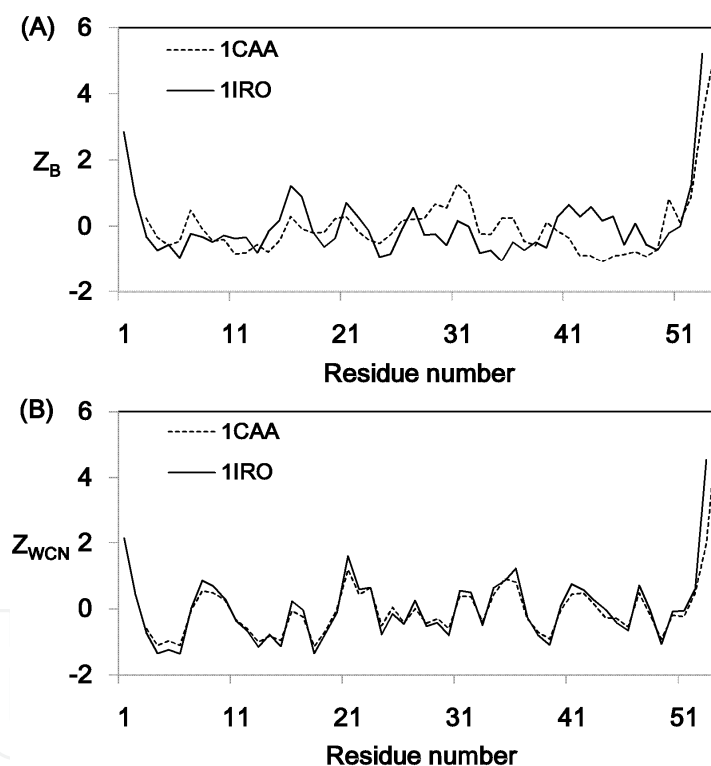 (A)
6
1CAA
4
1IRO
Z_B 2
0
-2
1 11 21 31 41 51
Residue number
(B)
6
1CAA
4
1IRO
Z_WCN 2
0
-2
1 11 21 31 41 51
Residue number